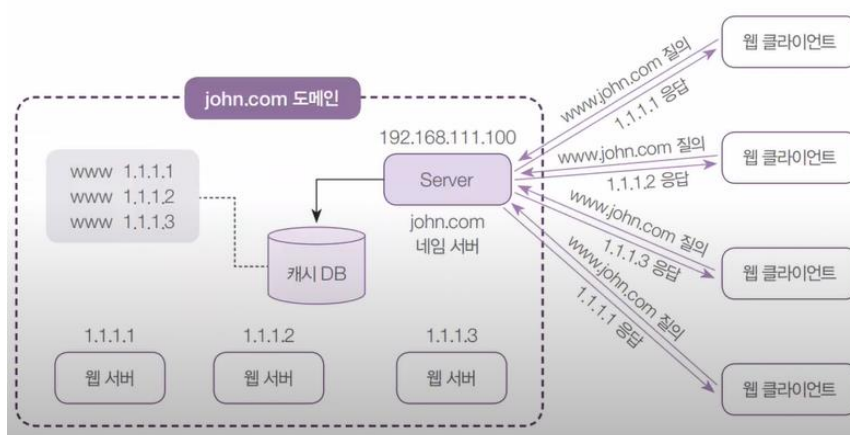 john.com 도메인
192.168.111.100
Server
john.com
네임 서버
www 1.1.1.1
www 1.1.1.2
www 1.1.1.3
캐시 DB
1.1.1.1
웹 서버
1.1.1.2
웹 서버
1.1.1.3
웹 서버
www.john.com 질의
1.1.1.1 응답
웹 클라이언트
www.john.com 질의
1.1.1.2 응답
웹 클라이언트
www.john.com 질의
1.1.1.3 응답
웹 클라이언트
www.john.com 질의
1.1.1.1 응답
웹 클라이언트